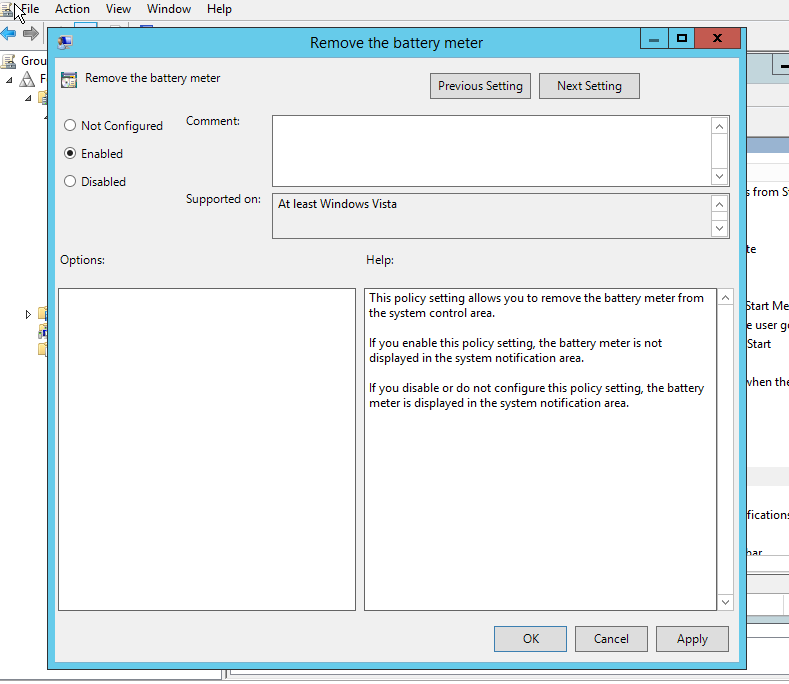 File Action View Window Help
Remove the battery meter
Grou
F
Remove the battery meter
Previous Setting Next Setting
Not Configured
Comment:
Enabled
Disabled
Supported on:
At least Windows Vista
Options:
Help:
This policy setting allows you to remove the battery meter from
the system control area.
If you enable this policy setting, the battery meter is not
displayed in the system notification area.
If you disable or do not configure this policy setting, the battery
meter is displayed in the system notification area.
OK Cancel Apply
s from St
te
Start Me
e user ge
Start
when the
fications
bar